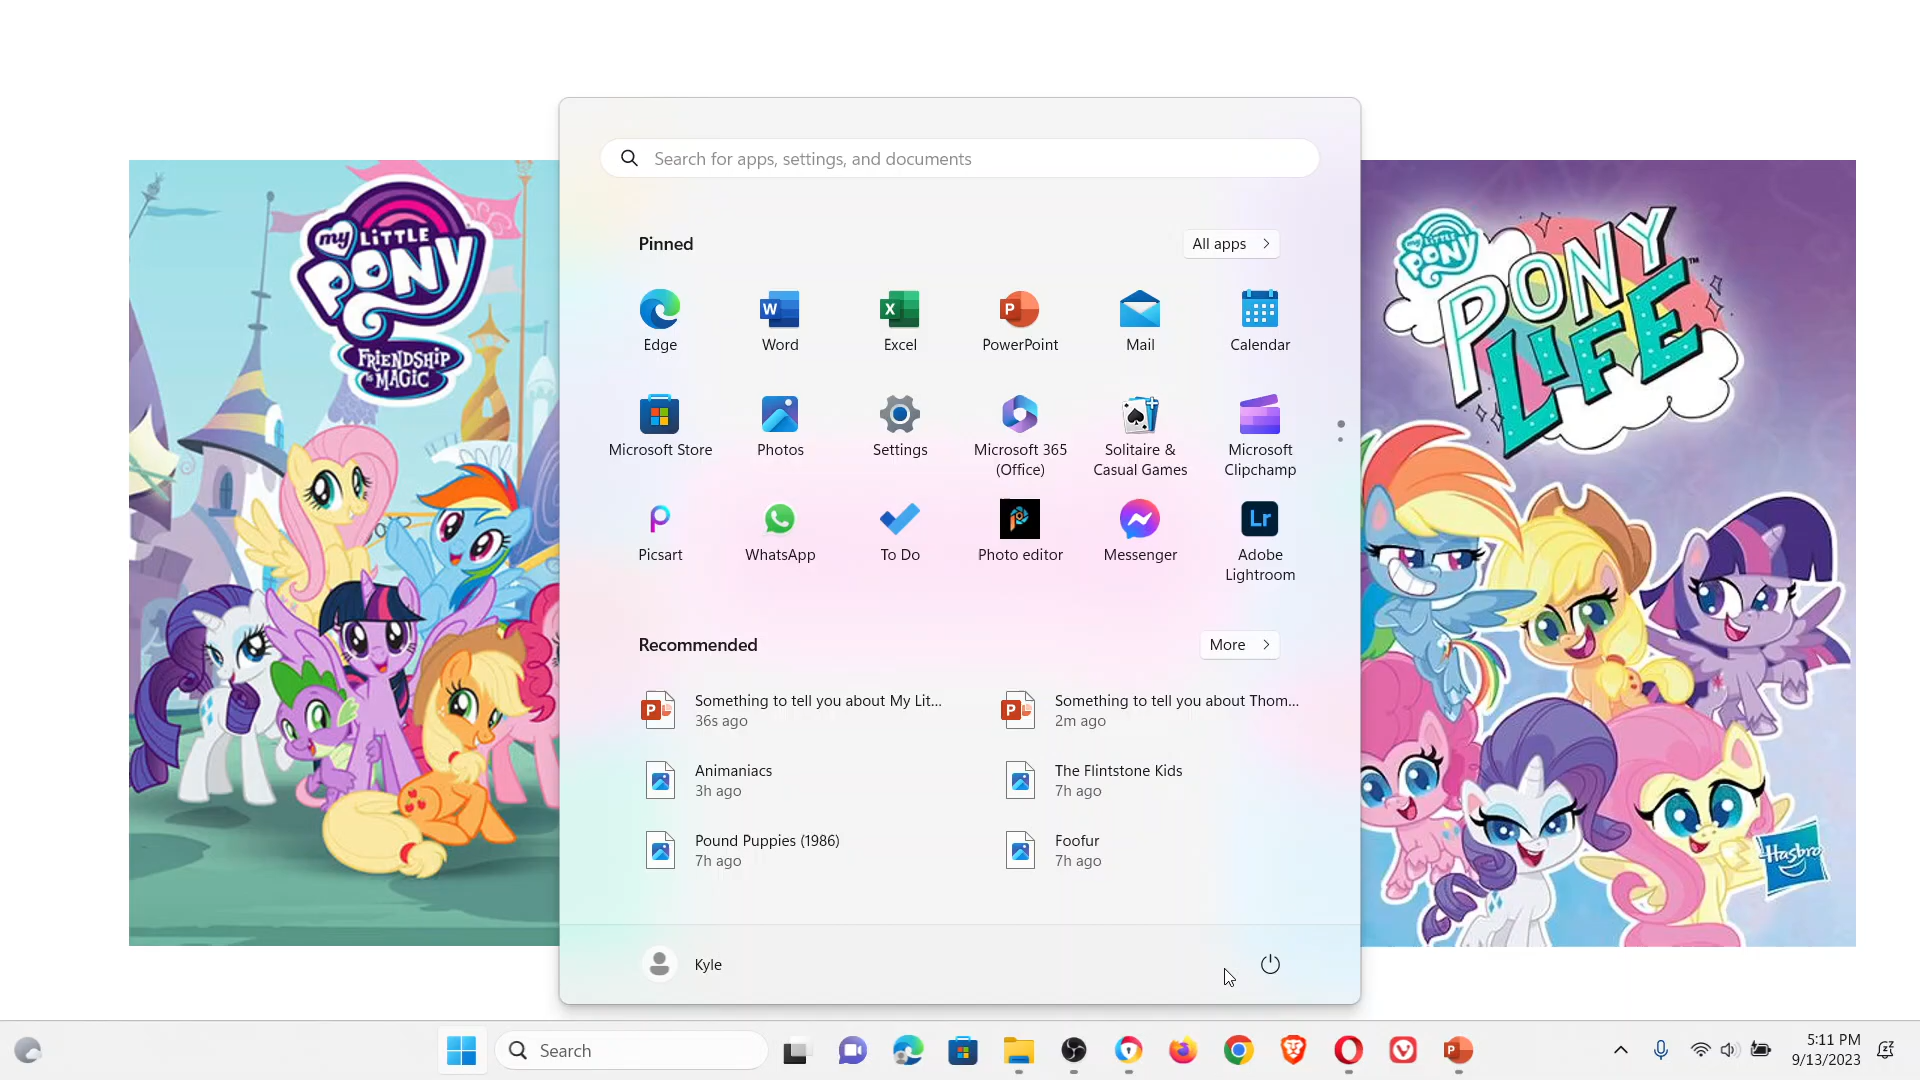 my LITTLE
PONY
FRIENDSHIP
IS MAGIC
Search for apps, settings, and documents
Pinned
All apps
Edge
Word
Excel
PowerPoint
Mail
Calendar
Microsoft Store
Photos
Settings
Microsoft 365
(Office)
Solitaire &
Casual Games
Microsoft
Clipchamp
Picsart
WhatsApp
To Do
Photo editor
Messenger
Lr
Adobe
Lightroom
Recommended
More
Something to tell you about My Lit...
36s ago
Something to tell you about Thom...
2m ago
Animaniacs
3h ago
The Flintstone Kids
7h ago
Pound Puppies (1986)
7h ago
Foofur
7h ago
Kyle
MY LITTLE
PONY
PONY
LIFE™
Hasbro
Search
5:11 PM
9/13/2023